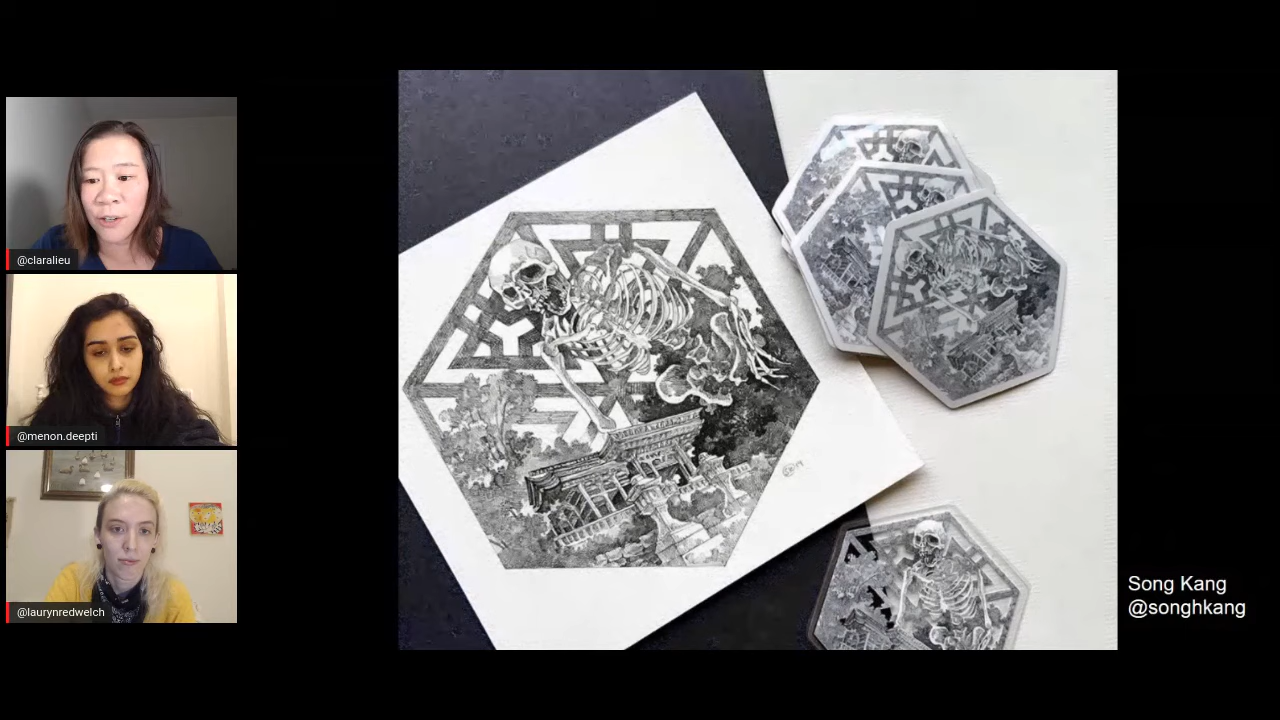 @claralieu
@menon.deepti
@laurynredwelch
Song Kang
@songhkang